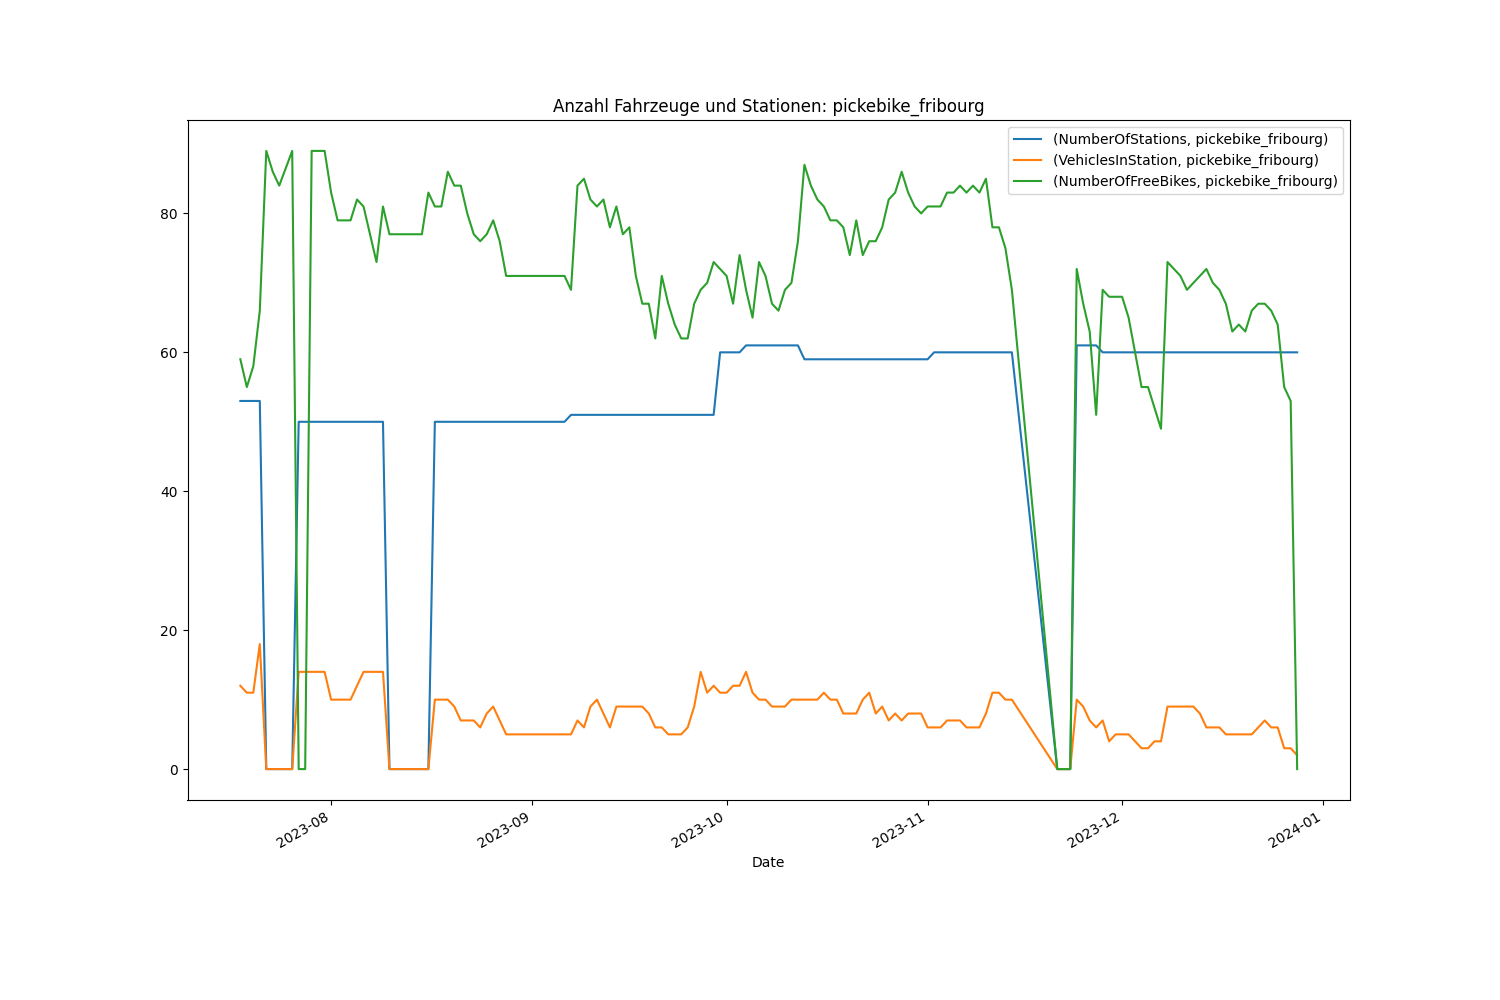 Anzahl Fahrzeuge und Stationen: pickebike_fribourg
(NumberOfStations, pickebike_fribourg)
(VehiclesInStation, pickebike_fribourg)
(NumberOfFreeBikes, pickebike_fribourg)
80
60
40
20
0
2023-08
2023-09
2023-10
2023-11
2023-12
2024-01
Date